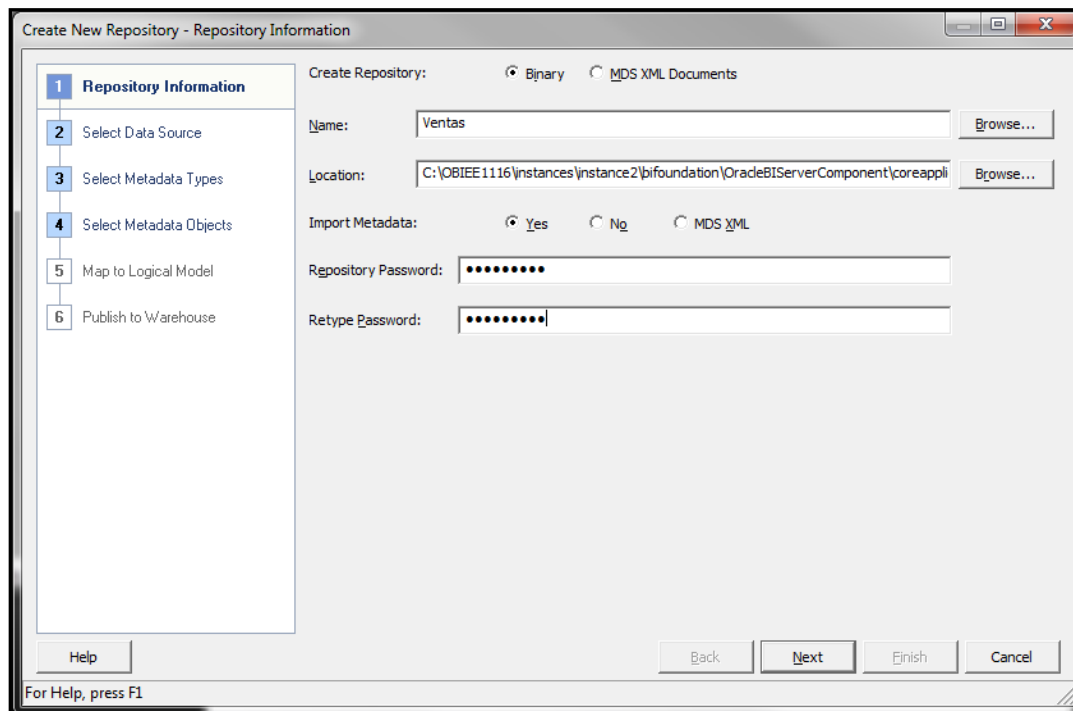 Create New Repository - Repository Information
1 Repository Information
2 Select Data Source
3 Select Metadata Types
4 Select Metadata Objects
5 Map to Logical Model
6 Publish to Warehouse
Create Repository: Binary MDS XML Documents
Name: Ventas Browse...
Location: C:\OBIEE1116\instances\instance2\bifoundation\OracleBIServerComponent\coreappli Browse...
Import Metadata: Yes No MDS XML
Repository Password: •••••••••
Retype Password: •••••••••
Help Back Next Finish Cancel
For Help, press F1